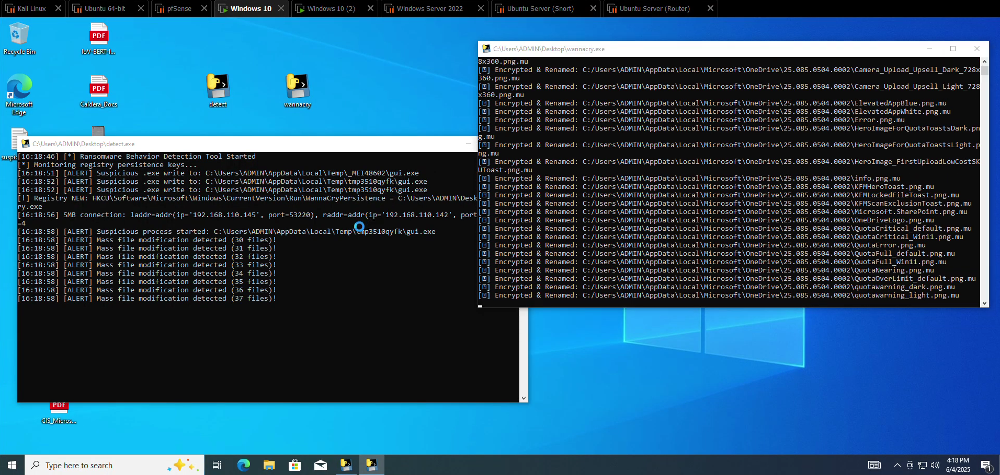 Kali Linux
Ubuntu 64-bit
pfSense
Windows 10
Windows 10 (2)
Windows Server 2022
Ubuntu Server (Snort)
Ubuntu Server (Router)
Recycle Bin
PDF
IoV-BERT-I...
Microsoft
Edge
PDF
Caldera_Docs
detect
wannacry
suspic
C:\Users\ADMIN\Desktop\detect.exe
[16:18:46] [*] Ransomware Behavior Detection Tool Started
[*] Monitoring registry persistence keys...
[16:18:51] [ALERT] Suspicious .exe write to: C:\Users\ADMIN\AppData\Local\Temp\_MEI48602\gui.exe
[16:18:52] [ALERT] Suspicious .exe write to: C:\Users\ADMIN\AppData\Local\Temp\tmp3510qyfk\gui.exe
[16:18:52] [ALERT] Suspicious .exe write to: C:\Users\ADMIN\AppData\Local\Temp\tmp3510qyfk\gui.exe
[!] Registry NEW: HKCU\Software\Microsoft\Windows\CurrentVersion\Run\WannaCryPersistence = C:\Users\ADMIN\Desk
ry.exe
[16:18:56] SMB connection: laddr=addr(ip='192.168.110.145', port=53220), raddr=addr(ip='192.168.110.142', port
=4
[16:18:58] [ALERT] Suspicious process started: C:\Users\ADMIN\AppData\Local\Temp\tmp3510qyfk\gui.exe
[16:18:58] [ALERT] Mass file modification detected (30 files)!
[16:18:58] [ALERT] Mass file modification detected (31 files)!
[16:18:58] [ALERT] Mass file modification detected (32 files)!
[16:18:58] [ALERT] Mass file modification detected (33 files)!
[16:18:58] [ALERT] Mass file modification detected (34 files)!
[16:18:58] [ALERT] Mass file modification detected (35 files)!
[16:18:58] [ALERT] Mass file modification detected (36 files)!
[16:18:58] [ALERT] Mass file modification detected (37 files)!
C:\Users\ADMIN\Desktop\wannacry.exe
8x360.png.mu
[⍰] Encrypted & Renamed: C:/Users\ADMIN\AppData\Local\Microsoft\OneDrive\25.085.0504.0002\Camera_Upload_Upsell_Dark_728x
360.png.mu
[⍰] Encrypted & Renamed: C:/Users\ADMIN\AppData\Local\Microsoft\OneDrive\25.085.0504.0002\Camera_Upload_Upsell_Light_728
x360.png.mu
[⍰] Encrypted & Renamed: C:/Users\ADMIN\AppData\Local\Microsoft\OneDrive\25.085.0504.0002\ElevatedAppBlue.png.mu
[⍰] Encrypted & Renamed: C:/Users\ADMIN\AppData\Local\Microsoft\OneDrive\25.085.0504.0002\ElevatedAppWhite.png.mu
[⍰] Encrypted & Renamed: C:/Users\ADMIN\AppData\Local\Microsoft\OneDrive\25.085.0504.0002\Error.png.mu
[⍰] Encrypted & Renamed: C:/Users\ADMIN\AppData\Local\Microsoft\OneDrive\25.085.0504.0002\HeroImageForQuotaToastsDark.pn
g.mu
[⍰] Encrypted & Renamed: C:/Users\ADMIN\AppData\Local\Microsoft\OneDrive\25.085.0504.0002\HeroImageForQuotaToastsLight.p
ng.mu
[⍰] Encrypted & Renamed: C:/Users\ADMIN\AppData\Local\Microsoft\OneDrive\25.085.0504.0002\HeroImage_FirstUploadLowCostSK
UToast.png.mu
[⍰] Encrypted & Renamed: C:/Users\ADMIN\AppData\Local\Microsoft\OneDrive\25.085.0504.0002\info.png.mu
[⍰] Encrypted & Renamed: C:/Users\ADMIN\AppData\Local\Microsoft\OneDrive\25.085.0504.0002\KFMHeroToast.png.mu
[⍰] Encrypted & Renamed: C:/Users\ADMIN\AppData\Local\Microsoft\OneDrive\25.085.0504.0002\KFMLockedFileToast.png.mu
[⍰] Encrypted & Renamed: C:/Users\ADMIN\AppData\Local\Microsoft\OneDrive\25.085.0504.0002\KFMScanExclusionToast.png.mu
[⍰] Encrypted & Renamed: C:/Users\ADMIN\AppData\Local\Microsoft\OneDrive\25.085.0504.0002\Microsoft.SharePoint.png.mu
[⍰] Encrypted & Renamed: C:/Users\ADMIN\AppData\Local\Microsoft\OneDrive\25.085.0504.0002\OneDriveLogo.png.mu
[⍰] Encrypted & Renamed: C:/Users\ADMIN\AppData\Local\Microsoft\OneDrive\25.085.0504.0002\QuotaCritical_default.png.mu
[⍰] Encrypted & Renamed: C:/Users\ADMIN\AppData\Local\Microsoft\OneDrive\25.085.0504.0002\QuotaCritical_Win11.png.mu
[⍰] Encrypted & Renamed: C:/Users\ADMIN\AppData\Local\Microsoft\OneDrive\25.085.0504.0002\QuotaError.png.mu
[⍰] Encrypted & Renamed: C:/Users\ADMIN\AppData\Local\Microsoft\OneDrive\25.085.0504.0002\QuotaFull_default.png.mu
[⍰] Encrypted & Renamed: C:/Users\ADMIN\AppData\Local\Microsoft\OneDrive\25.085.0504.0002\QuotaFull_Win11.png.mu
[⍰] Encrypted & Renamed: C:/Users\ADMIN\AppData\Local\Microsoft\OneDrive\25.085.0504.0002\QuotaNearing.png.mu
[⍰] Encrypted & Renamed: C:/Users\ADMIN\AppData\Local\Microsoft\OneDrive\25.085.0504.0002\QuotaOverLimit_default.png.mu
[⍰] Encrypted & Renamed: C:/Users\ADMIN\AppData\Local\Microsoft\OneDrive\25.085.0504.0002\quotawarning_dark.png.mu
[⍰] Encrypted & Renamed: C:/Users\ADMIN\AppData\Local\Microsoft\OneDrive\25.085.0504.0002\quotawarning_light.png.mu
PDF
CIS_Micros...
Type here to search
4:18 PM
6/4/2025
1